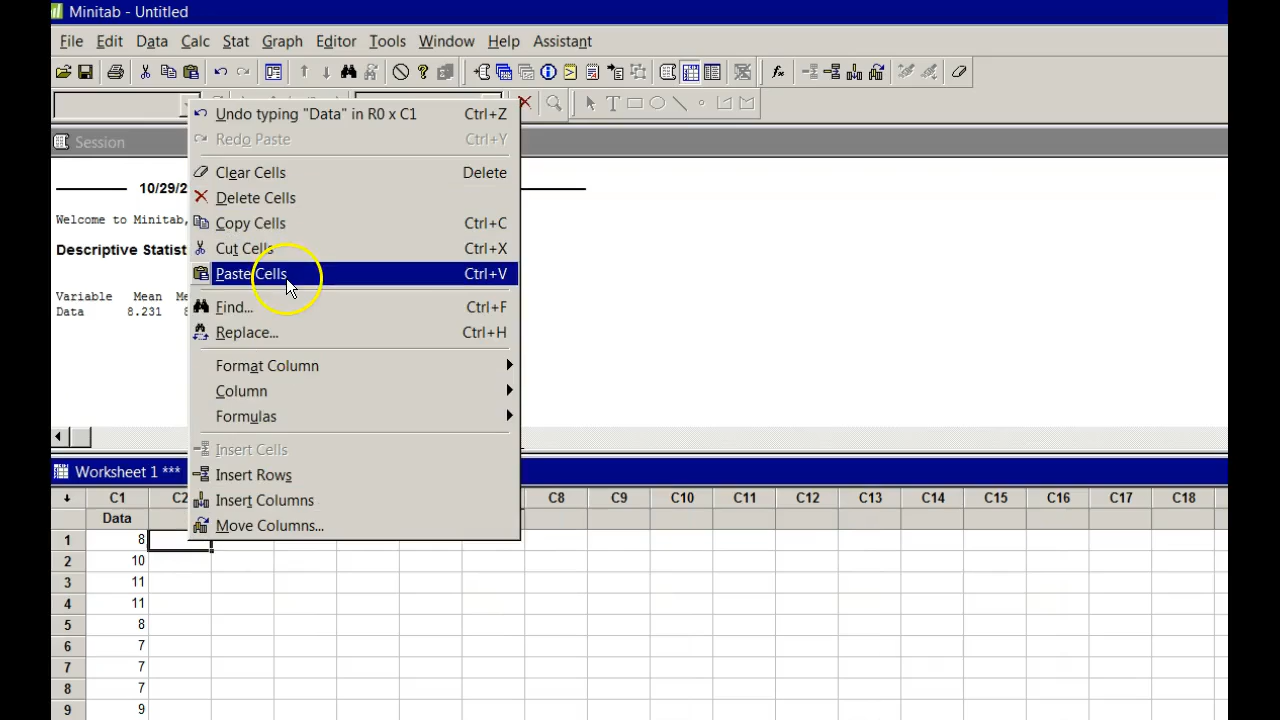 Minitab - Untitled
File Edit Data Calc Stat Graph Editor Tools Window Help Assistant
Session
10/29/2
Welcome to Minitab,
Descriptive Statist
Variable Mean Me
Data 8.231
Undo typing "Data" in R0 x C1 Ctrl+Z
Redo Paste Ctrl+Y
Clear Cells Delete
Delete Cells
Copy Cells Ctrl+C
Cut Cells Ctrl+X
Paste Cells Ctrl+V
Find... Ctrl+F
Replace... Ctrl+H
Format Column
Column
Formulas
Insert Cells
Insert Rows
Insert Columns
Move Columns...
Worksheet 1 ***
C1 C2 C8 C9 C10 C11 C12 C13 C14 C15 C16 C17 C18
Data
1 8
2 10
3 11
4 11
5 8
6 7
7 7
8 7
9 9